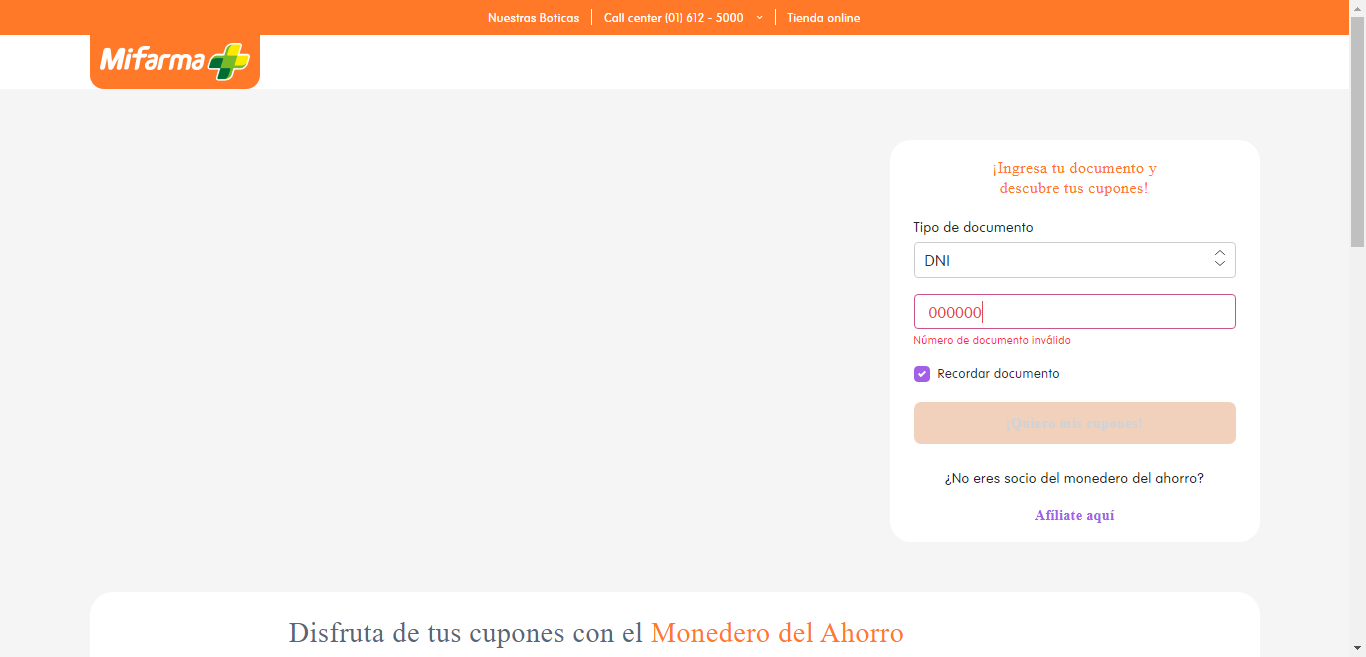 Nuestras Boticas
Call center (01) 612 - 5000
Tienda online
Mifarma
¡Ingresa tu documento y
descubre tus cupones!
Tipo de documento
DNI
000000
Número de documento inválido
Recordar documento
¡Quiero mis cupones!
¿No eres socio del monedero del ahorro?
Afíliate aquí
Disfruta de tus cupones con el Monedero del Ahorro